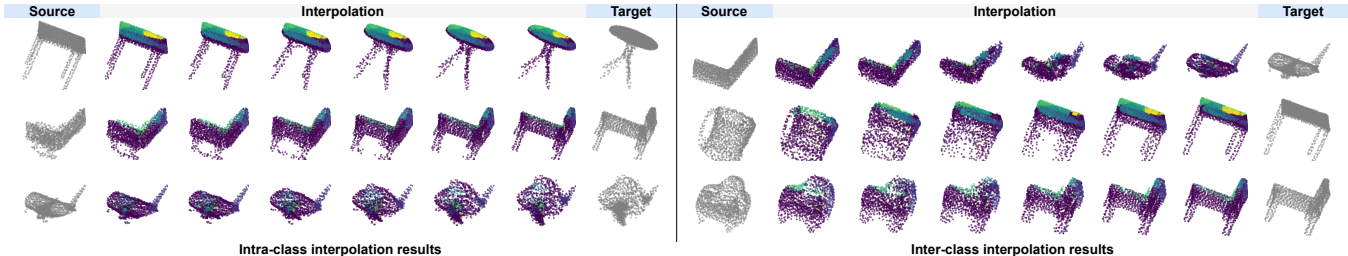 Source Interpolation Target Source Interpolation Target
Intra-class interpolation results Inter-class interpolation results